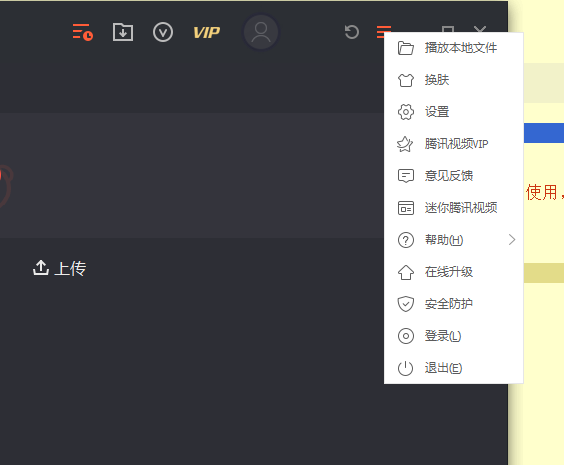 VIP
播放本地文件
换肤
设置
腾讯视频VIP
意见反馈
迷你腾讯视频
帮助(H)
在线升级
安全防护
登录(L)
退出(E)
上传
使用，